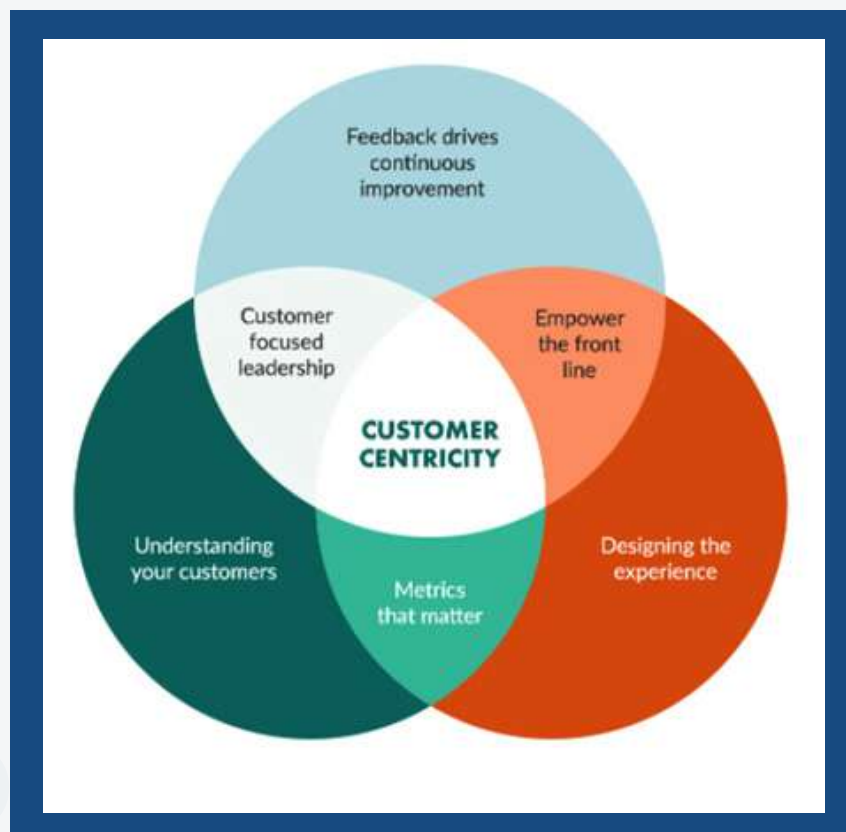 Feedback drives
continuous
improvement
Customer
focused
leadership
Empower
the front
line
CUSTOMER
CENTRICITY
Understanding
your customers
Designing the
experience
Metrics
that matter